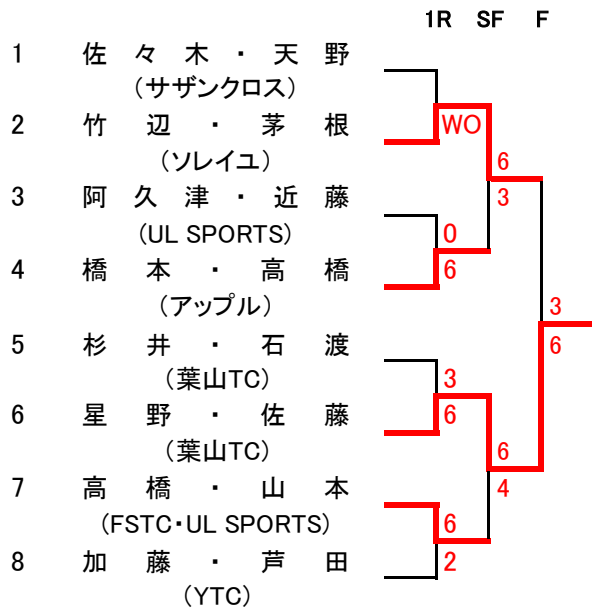 1R SF F
1 佐々木・天野
(サザンクロス)
2 竹辺・茅根 WO
(ソレイユ) 6
3 阿久津・近藤 3
(UL SPORTS) 0
4 橋本・高橋 6
(アップル) 3
5 杉井・石渡 6
(葉山TC) 3
6 星野・佐藤 6
(葉山TC) 6
7 高橋・山本 4
(FSTC・UL SPORTS) 6
8 加藤・芦田 2
(YTC)